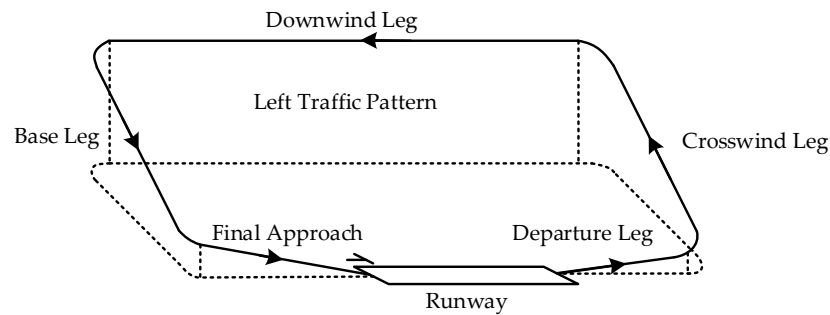 Downwind Leg
Left Traffic Pattern
Base Leg
Crosswind Leg
Final Approach
Departure Leg
Runway